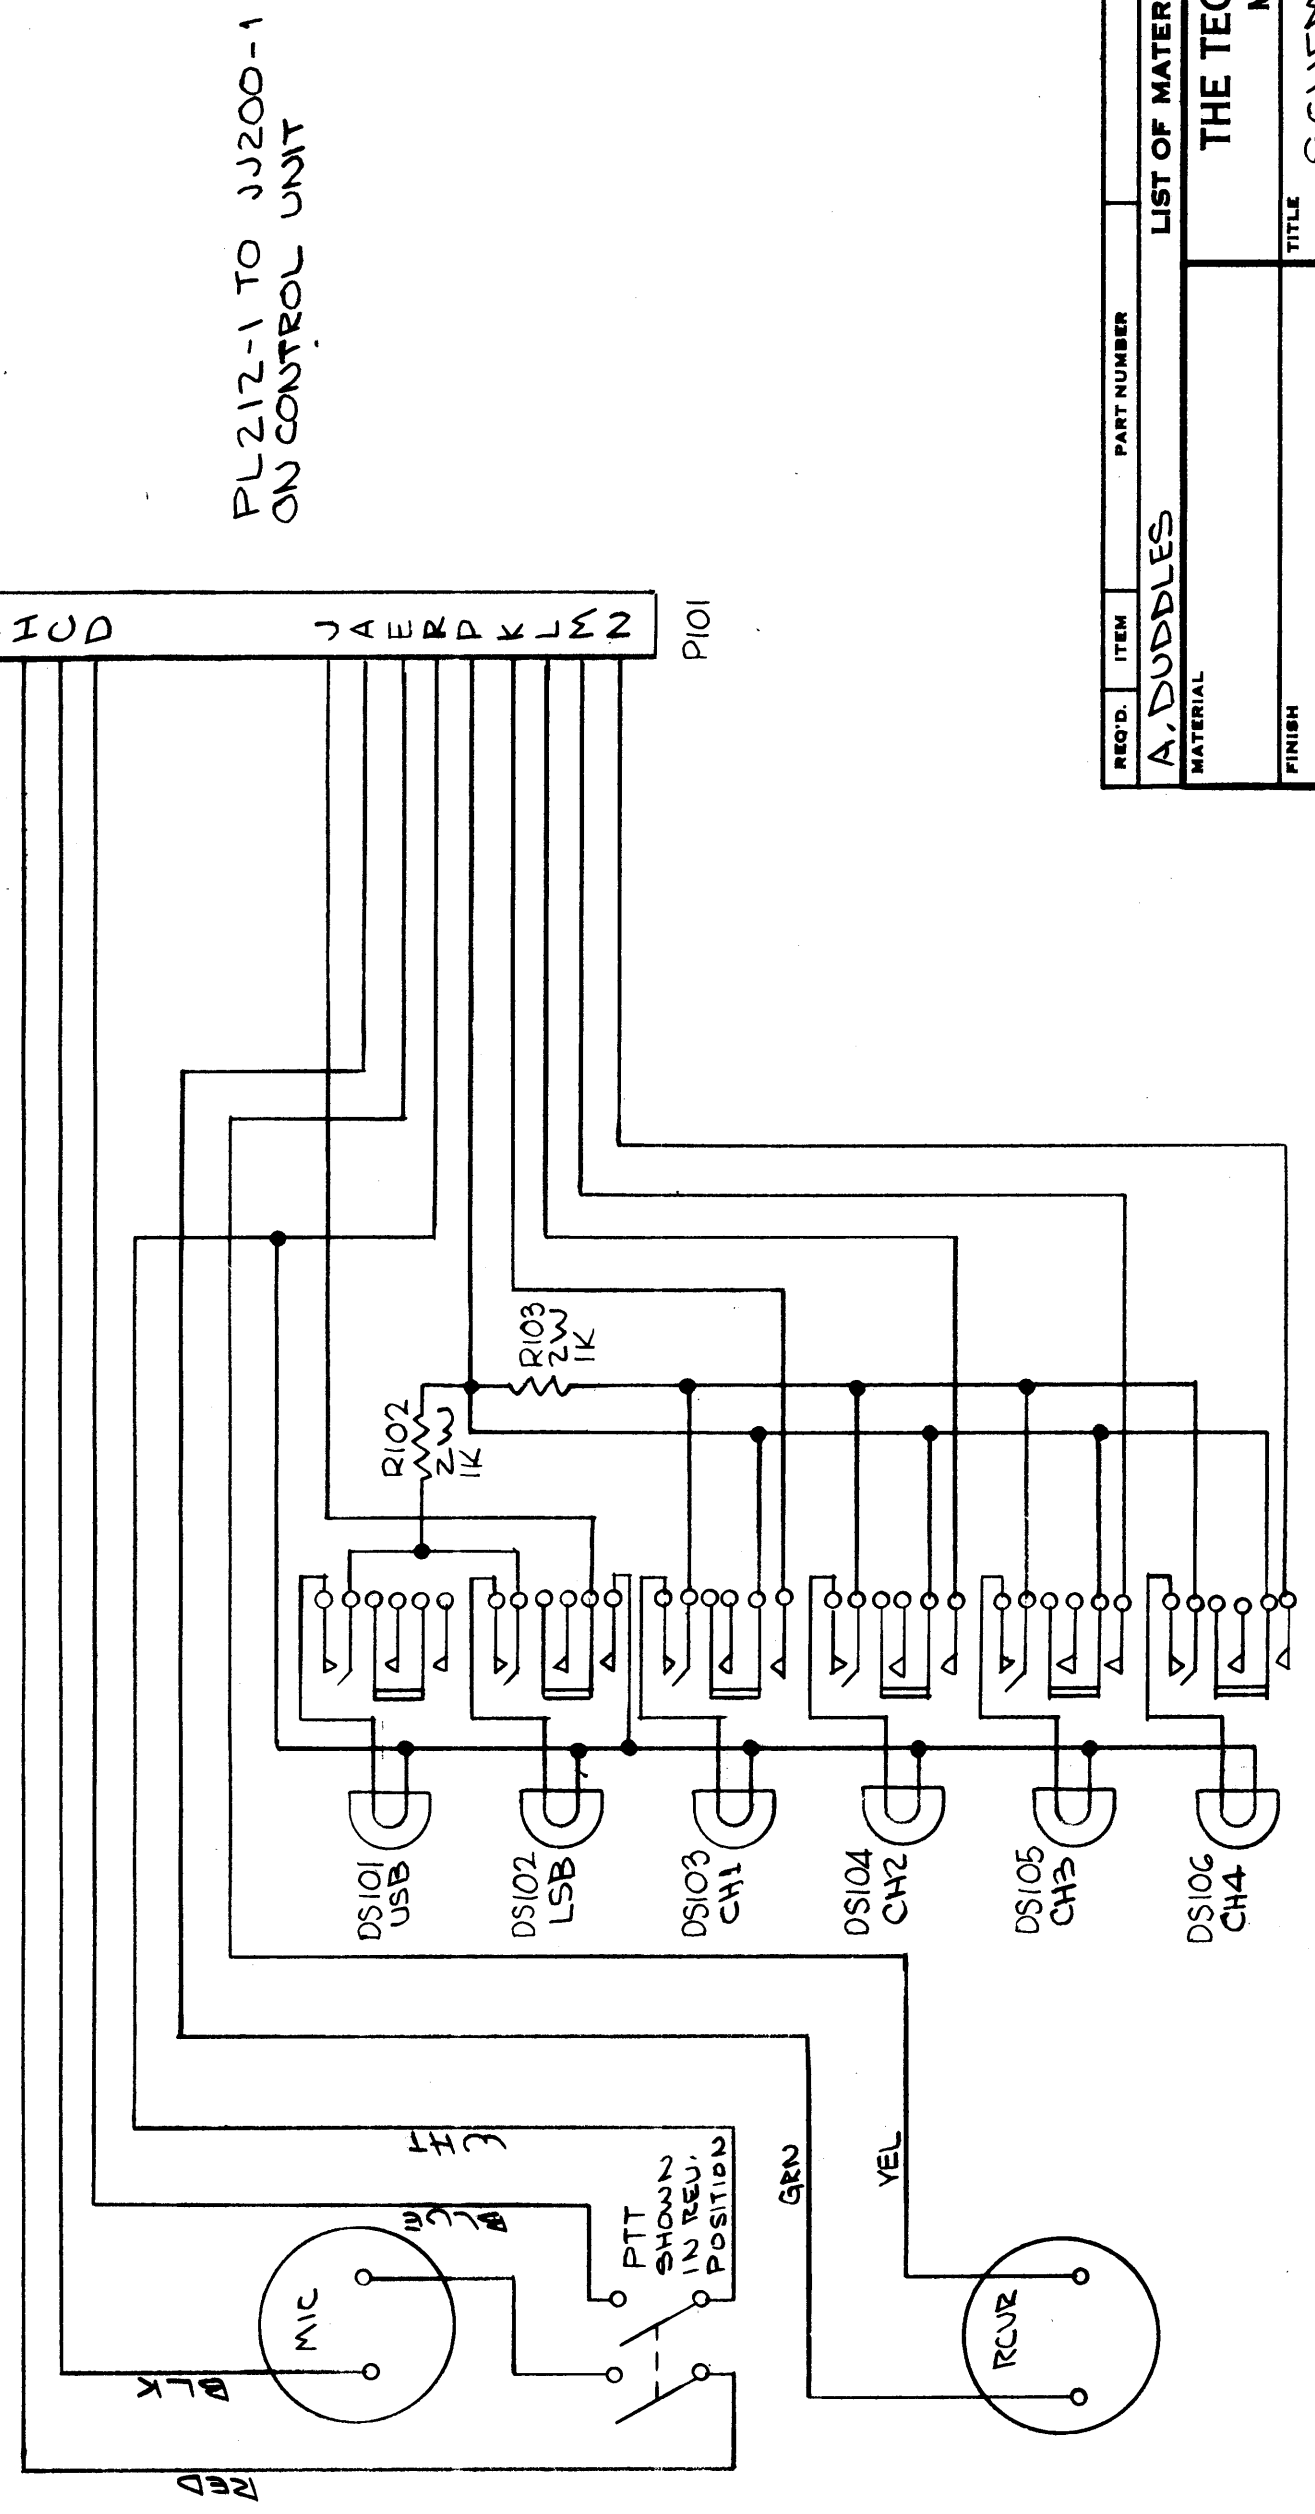 PL212-1 TO JJ200-1
ON CONTROL UNIT
H
C
D
J
A
E
R
P
K
L
M
N
P101
R103
2W
1K
R102
2W
1K
DS101
USB
DS102
LSB
DS103
CH1
DS104
CH2
DS105
CH3
DS106
CH4
RED
BLK
BLUE
WHT
MIC
PTT
SHOWN
IN REV.
POSITION
GRN
YEL
RCVR
REQ'D.
ITEM
PART NUMBER
A. DUDDLES
LIST OF MATER
MATERIAL
THE TEC
FINISH
TITLE